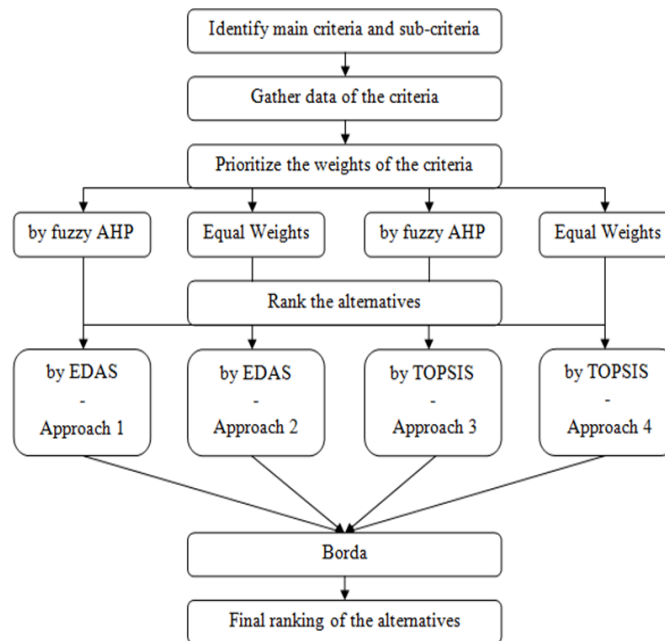 Identify main criteria and sub-criteria
Gather data of the criteria
Prioritize the weights of the criteria
by fuzzy AHP
Equal Weights
by fuzzy AHP
Equal Weights
Rank the alternatives
by EDAS
-
Approach 1
by EDAS
-
Approach 2
by TOPSIS
-
Approach 3
by TOPSIS
-
Approach 4
Borda
Final ranking of the alternatives